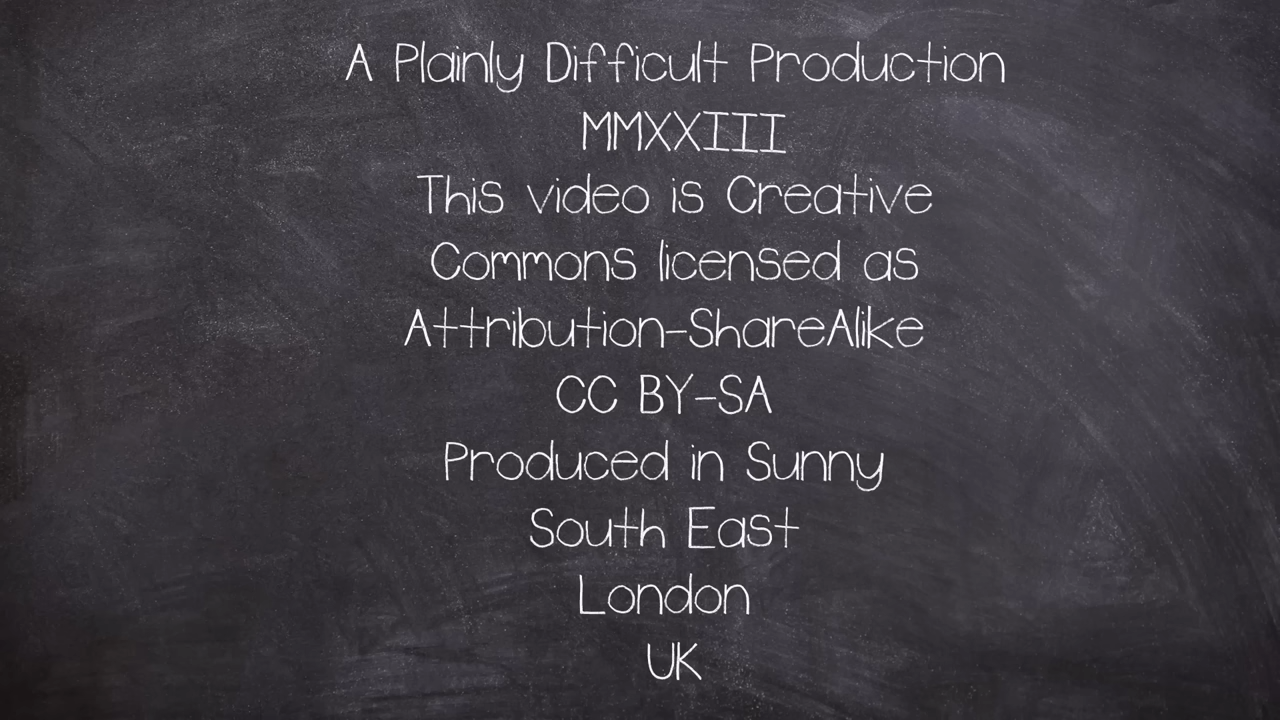 A Plainly Difficult Production
MMXXIII
This video is Creative
Commons licensed as
Attribution-ShareAlike
CC BY-SA
Produced in Sunny
South East
London
UK